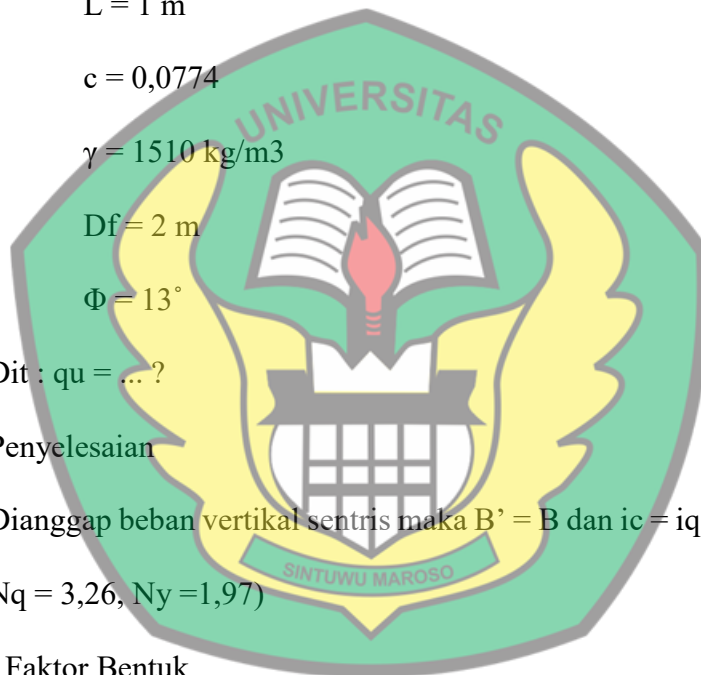 L = 1 m
c = 0,0774
UNIVERSITAS
γ = 1510 kg/m3
Df = 2 m
Φ = 13˚
Dit : qu = ... ?
Penyelesaian
Dianggap beban vertikal sentris maka B’ = B dan ic = iq
SINTUWU MAROSO
Nq = 3,26, Ny =1,97)
Faktor Bentuk